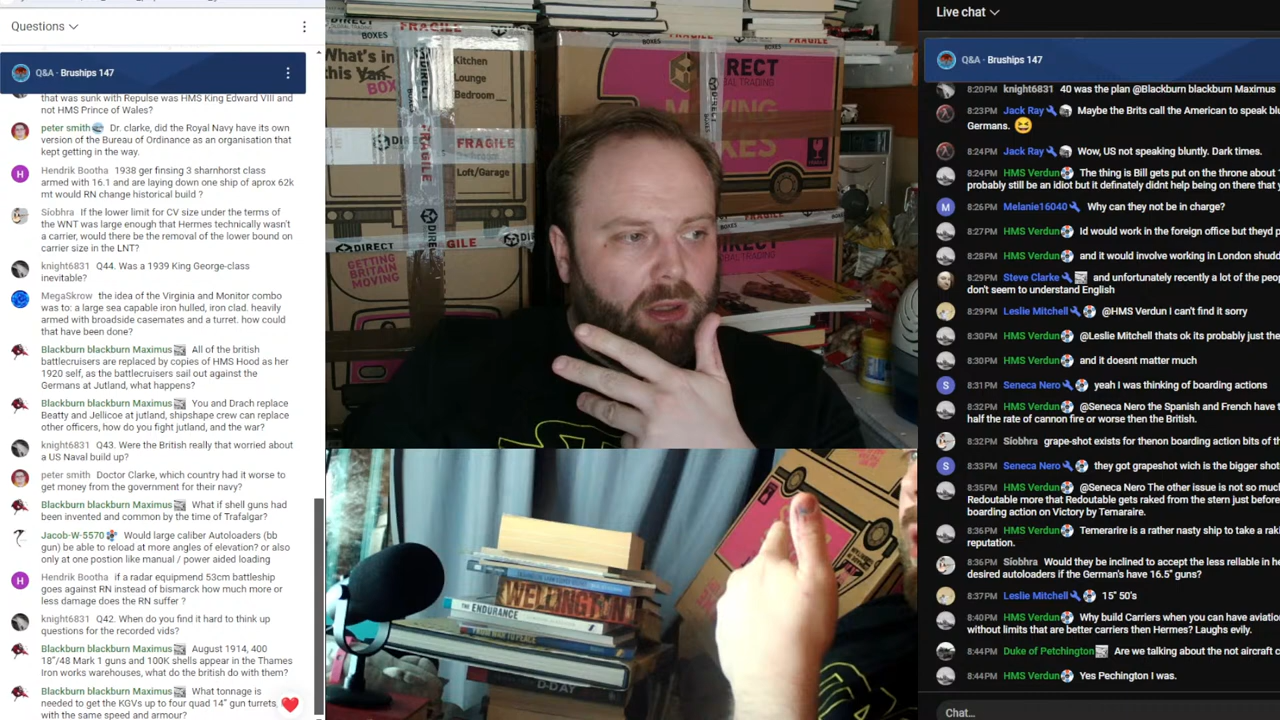 Questions
Q&A · Bruships 147
that was sunk with Repulse was HMS King Edward VIII and
not HMS Prince of Wales?
peter smith Dr. clarke, did the Royal Navy have its own
version of the Bureau of Ordinance as an organisation that
kept getting in the way.
Hendrik Bootha 1938 ger finsing 3 sharnhorst class
armed with 16.1 and are laying down one ship of aprox 62k
mt would RN change historical build ?
Síobhra If the lower limit for CV size under the terms of
the WNT was large enough that Hermes technically wasn't
a carrier, would there be the removal of the lower bound on
carrier size in the LNT?
knight6831 Q44. Was a 1939 King George-class
inevitable?
MegaSkrow the idea of the Virginia and Monitor combo
was to: a large sea capable iron hulled, iron clad. heavily
armed with broadside casemates and a turret. how could
that have been done?
Blackburn blackburn Maximus All of the british
battlecruisers are replaced by copies of HMS Hood as her
1920 self, as the battlecruisers sail out against the
Germans at Jutland, what happens?
Blackburn blackburn Maximus You and Drach replace
Beatty and Jellicoe at jutland, shipshape crew can replace
other officers, how do you fight jutland, and the war?
knight6831 Q43. Were the British really that worried about
a US Naval build up?
peter smith Doctor Clarke, which country had it worse to
get money from the government for their navy?
Blackburn blackburn Maximus What if shell guns had
been invented and common by the time of Trafalgar?
Jacob-W-5570 Would large caliber Autoloaders (bb
gun) be able to reload at more angles of elevation? or also
only at one postion like manual / power aided loading
Hendrik Bootha if a radar equipmend 53cm battleship
goes against RN instead of bismarck how much more or
less damage does the RN suffer ?
knight6831 Q42. When do you find it hard to think up
questions for the recorded vids?
Blackburn blackburn Maximus August 1914, 400
18"/48 Mark 1 guns and 100K shells appear in the Thames
Iron works warehouses, what do the british do with them?
Blackburn blackburn Maximus What tonnage is
needed to get the KGVs up to four quad 14" gun turrets,
with the same speed and armour?
BOXES
FRAGILE
What's in
this Van
BOX
Kitchen
Lounge
Bedroom
DIRECT
FRAGILE
Loft/Garage
DIRECT
GETTING
BRITAIN
MOVING
FRAGILE
DIRECT
GLOBAL TRADING
MOVING
FRAGILE
DIRECT
WELLINGTON
THE ENDURANCE
D-DAY
Live chat
Q&A · Bruships 147
8:20PM knight6831 40 was the plan @Blackburn blackburn Maximus
8:23PM Jack Ray Maybe the Brits call the American to speak
Germans. 😆
8:24PM Jack Ray Wow, US not speaking bluntly. Dark times.
8:24PM HMS Verdun The thing is Bill gets put on the throne about
probably still be an idiot but it definately didnt help being on there that
8:26PM Melanie16040 Why can they not be in charge?
8:27PM HMS Verdun Id would work in the foreign office but theyd
8:28PM HMS Verdun and it would involve working in London
8:29PM Steve Clarke and unfortunately recently a lot of the
don't seem to understand English
8:29PM Leslie Mitchell @HMS Verdun I can't find it sorry
8:30PM HMS Verdun @Leslie Mitchell thats ok its probably just
8:30PM HMS Verdun and it doesnt matter much
8:31PM Seneca Nero yeah I was thinking of boarding actions
8:32PM HMS Verdun @Seneca Nero the Spanish and French have
half the rate of cannon fire or worse then the British.
8:32PM Síobhra grape-shot exists for thenon boarding action bits of
8:33PM Seneca Nero they got grapeshot wich is the bigger
8:35PM HMS Verdun @Seneca Nero The other issue is not so
Redoutable more that Redoutable gets raked from the stern just before
boarding action on Victory by Temaraire.
8:36PM HMS Verdun Temerarire is a rather nasty ship to take a
reputation.
8:36PM Síobhra Would they be inclined to accept the less reliable in
desired autoloaders if the German's have 16.5" guns?
8:37PM Leslie Mitchell 15" 50's
8:40PM HMS Verdun Why build Carriers when you can have
without limits that are better carriers then Hermes? Laughs evily.
8:44PM Duke of Petchington Are we talking about the not aircraft
8:44PM HMS Verdun Yes Pechington I was.
Chat...